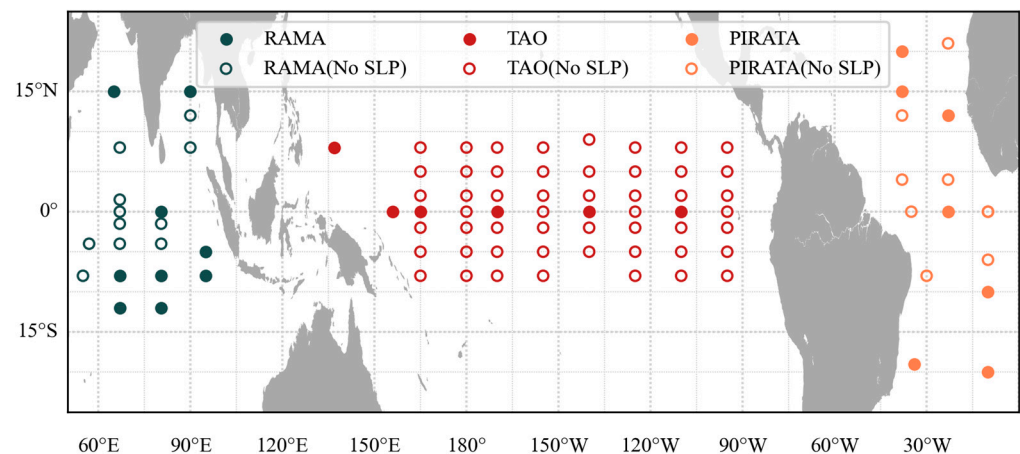 RAMA TAO PIRATA
RAMA(No SLP) TAO(No SLP) PIRATA(No SLP)
15°N
0°
15°S
60°E 90°E 120°E 150°E 180° 150°W 120°W 90°W 60°W 30°W